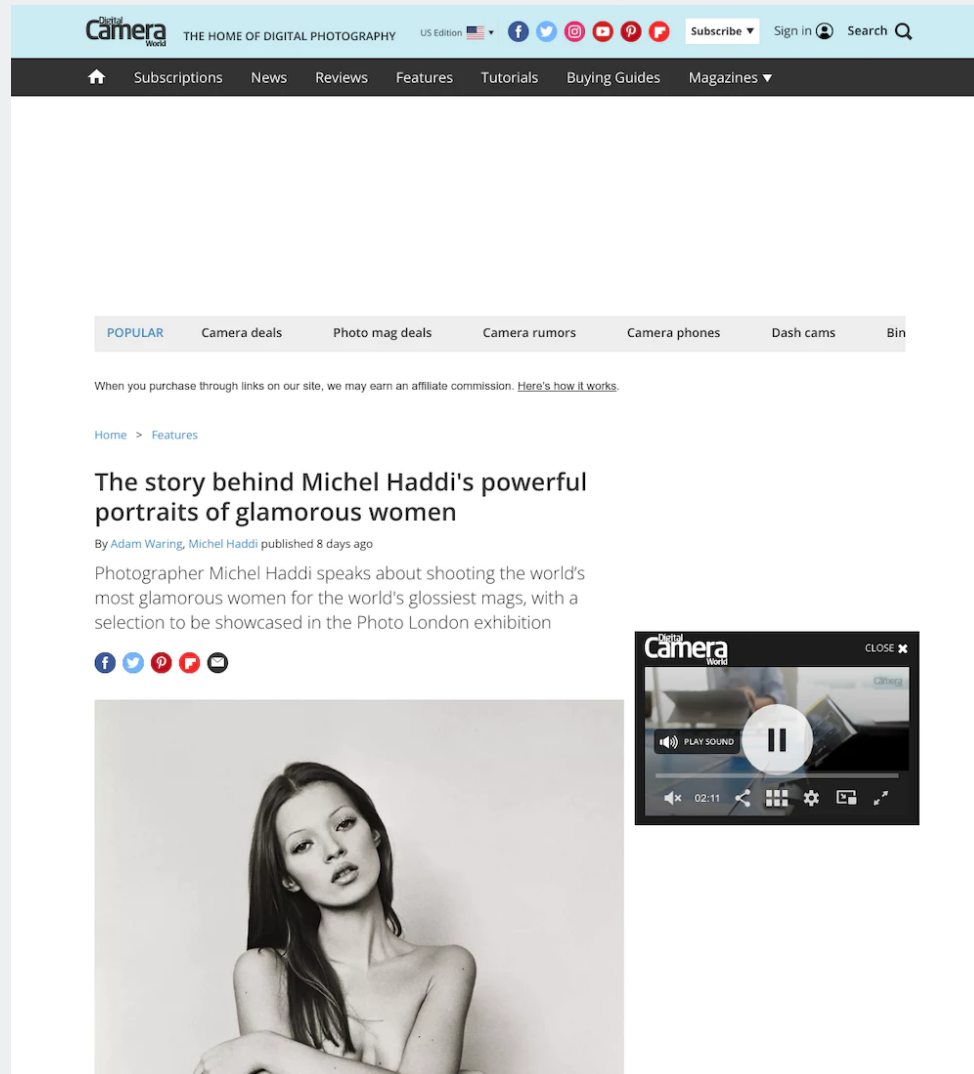 Digital
Camera
World
THE HOME OF DIGITAL PHOTOGRAPHY
US Edition
Subscribe ▼
Sign in
Search
Subscriptions News Reviews Features Tutorials Buying Guides Magazines ▼
POPULAR Camera deals Photo mag deals Camera rumors Camera phones Dash cams Bin
When you purchase through links on our site, we may earn an affiliate commission. Here's how it works.
Home > Features
The story behind Michel Haddi's powerful
portraits of glamorous women
By Adam Waring, Michel Haddi published 8 days ago
Photographer Michel Haddi speaks about shooting the world's
most glamorous women for the world's glossiest mags, with a
selection to be showcased in the Photo London exhibition
Digital
Camera
World
CLOSE ✖
Camera
PLAY SOUND
02:11